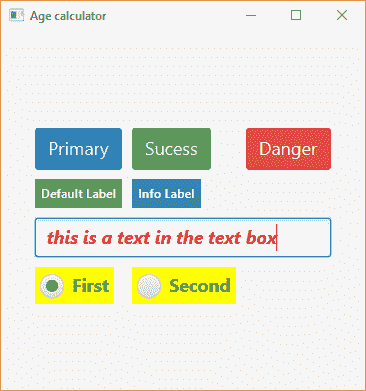 Age calculator
Primary Sucess Danger
Default Label Info Label
this is a text in the text box
First Second